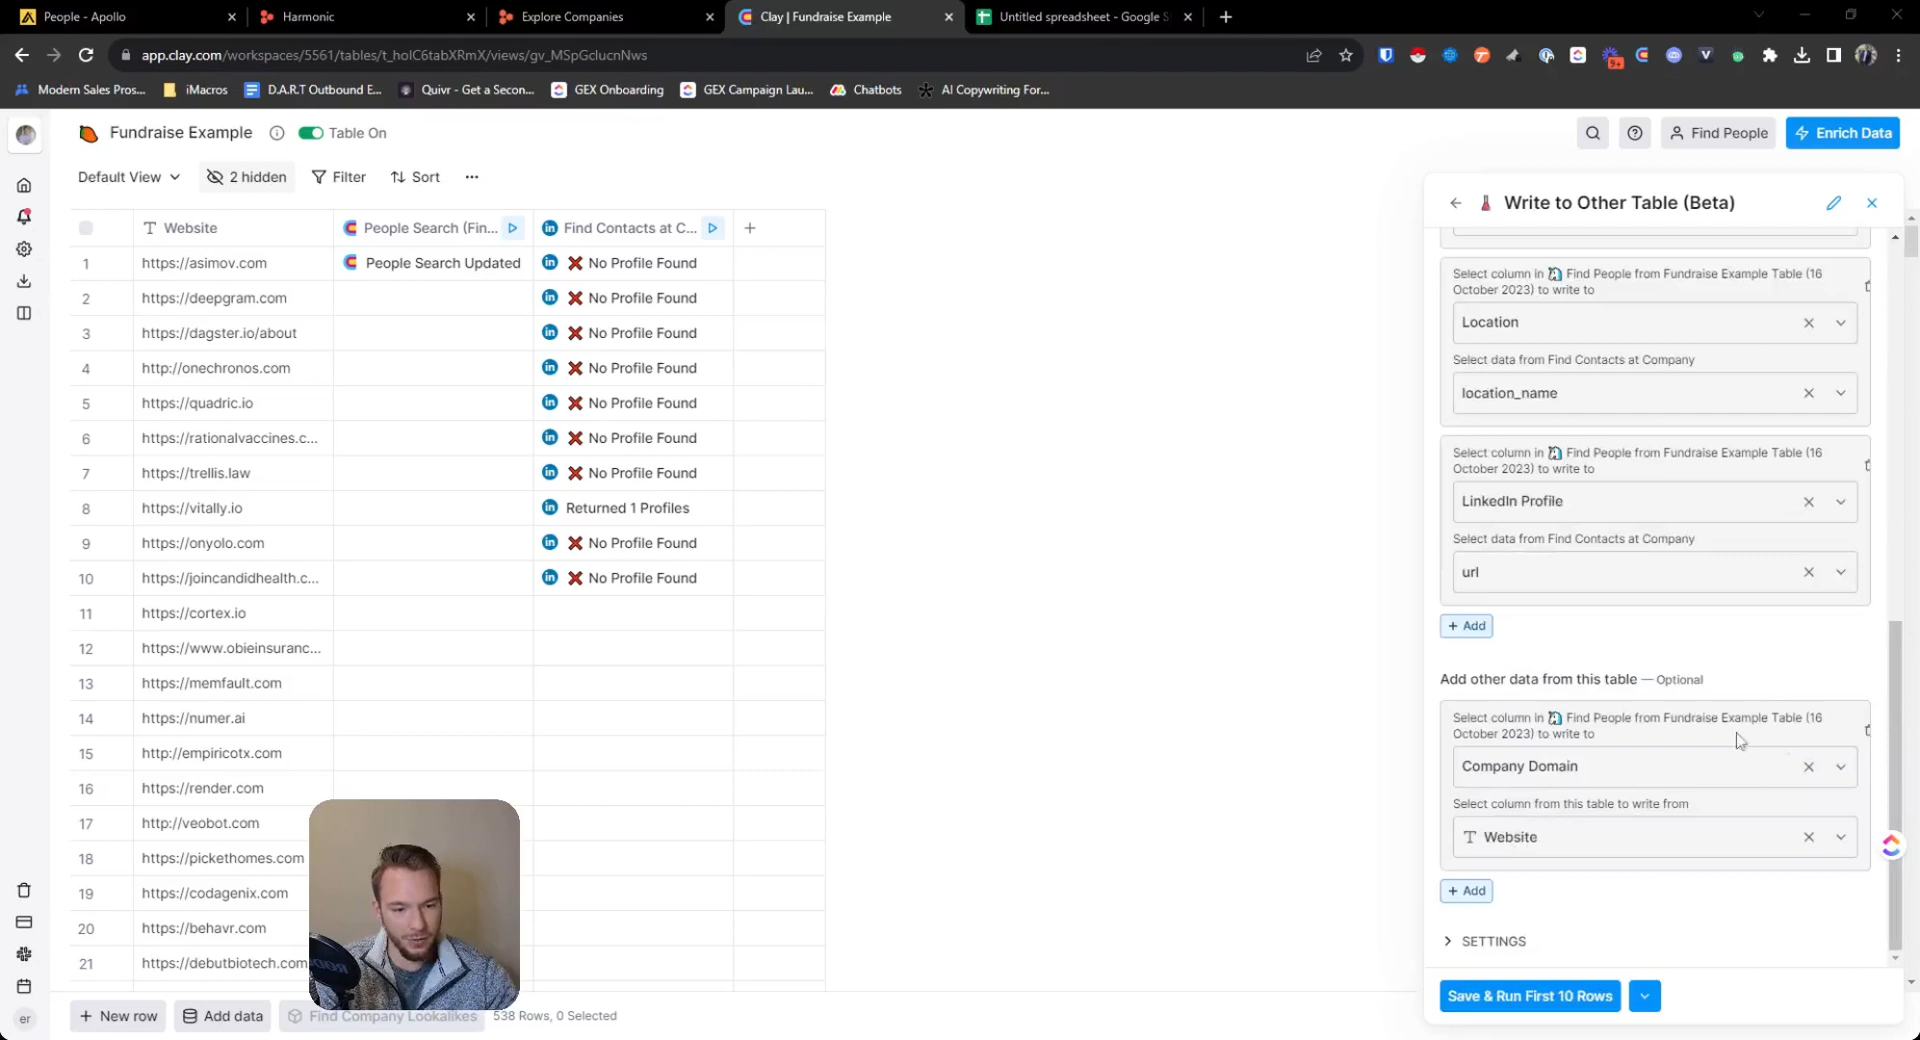 People - Apollo
Harmonic
Explore Companies
Clay | Fundraise Example
Untitled spreadsheet - Google S
app.clay.com/workspaces/5561/tables/t_holC6tabXRmX/views/gv_MSpGclucnNws
9+
Modern Sales Pros...
iMacros
D.A.R.T Outbound E...
Quivr - Get a Secon...
GEX Onboarding
GEX Campaign Lau...
Chatbots
AI Copywriting For...
Fundraise Example
Table On
Find People
Enrich Data
Default View
2 hidden
Filter
Sort
Website
People Search (Fin...
Find Contacts at C...
1 https://asimov.com People Search Updated No Profile Found
2 https://deepgram.com No Profile Found
3 https://dagster.io/about No Profile Found
4 http://onechronos.com No Profile Found
5 https://quadric.io No Profile Found
6 https://rationalvaccines.c... No Profile Found
7 https://trellis.law No Profile Found
8 https://vitally.io Returned 1 Profiles
9 https://onyolo.com No Profile Found
10 https://joincandidhealth.c... No Profile Found
11 https://cortex.io
12 https://www.obieinsuranc...
13 https://memfault.com
14 https://numer.ai
15 http://empiricotx.com
16 https://render.com
17 http://veobot.com
18 https://pickethomes.com
19 https://codagenix.com
20 https://behavr.com
21 https://debutbiotech.com
er
+ New row
Add data
Find Company Lookalikes
538 Rows, 0 Selected
Write to Other Table (Beta)
Select column in Find People from Fundraise Example Table (16
October 2023) to write to
Location
Select data from Find Contacts at Company
location_name
Select column in Find People from Fundraise Example Table (16
October 2023) to write to
LinkedIn Profile
Select data from Find Contacts at Company
url
+ Add
Add other data from this table — Optional
Select column in Find People from Fundraise Example Table (16
October 2023) to write to
Company Domain
Select column from this table to write from
Website
+ Add
SETTINGS
Save & Run First 10 Rows